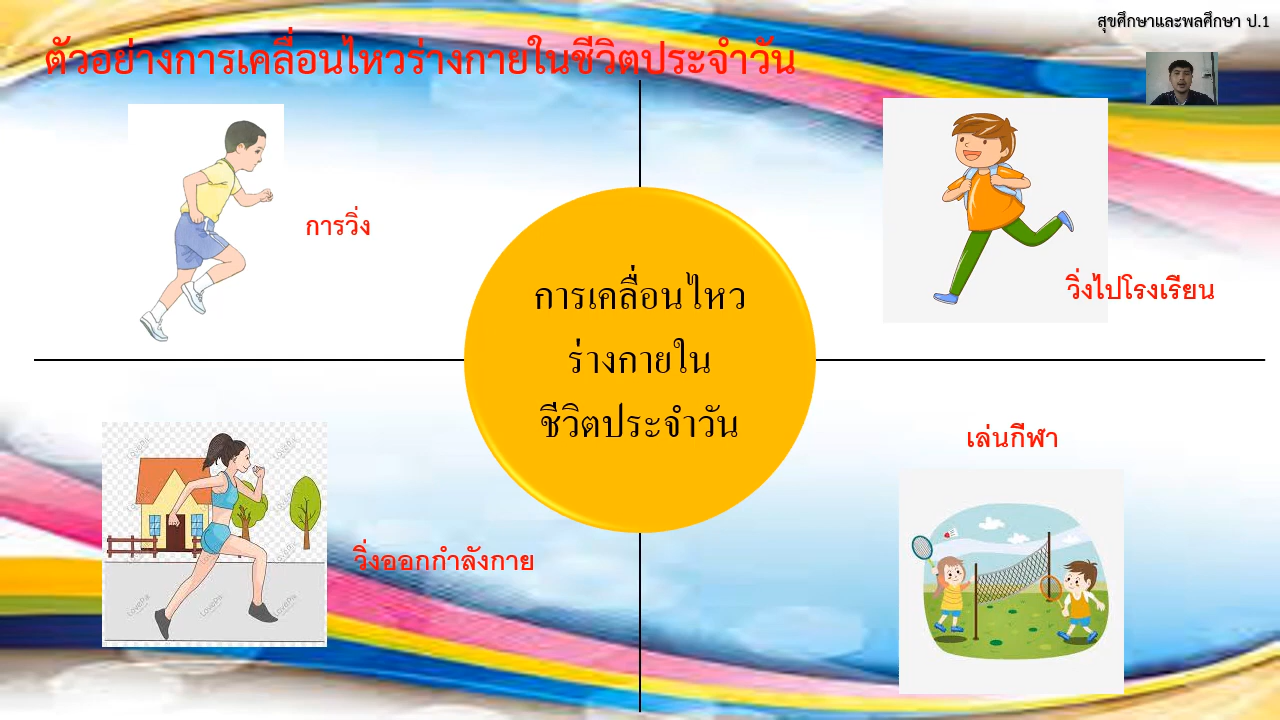 สุขศึกษาและพลศึกษา ป.1
ตัวอย่างการเคลื่อนไหวร่างกายในชีวิตประจำวัน
การวิ่ง
วิ่งไปโรงเรียน
การเคลื่อนไหว
ร่างกายใน
ชีวิตประจำวัน
เล่นกีฬา
วิ่งออกกำลังกาย